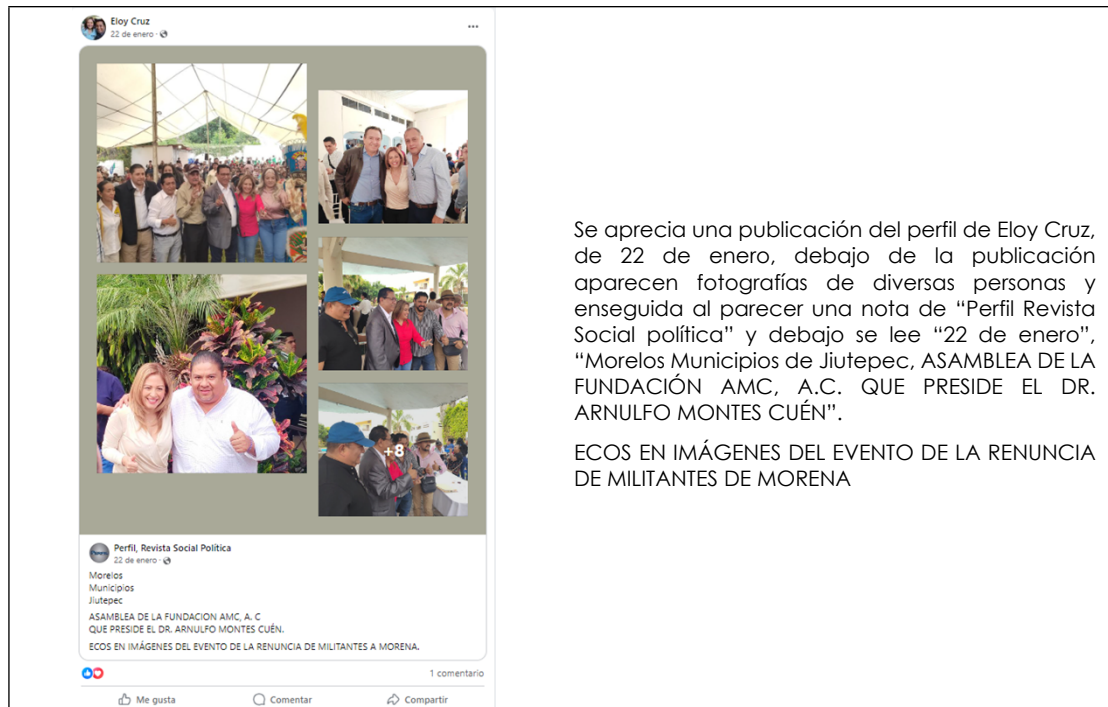 Eloy Cruz
22 de enero ·
+8
Perfil, Revista Social Política
22 de enero ·
Morelos
Municipios
Jiutepec
ASAMBLEA DE LA FUNDACION AMC, A. C
QUE PRESIDE EL DR. ARNULFO MONTES CUÉN.
ECOS EN IMÁGENES DEL EVENTO DE LA RENUNCIA DE MILITANTES A MORENA.
1 comentario
Me gusta
Comentar
Compartir
Se aprecia una publicación del perfil de Eloy Cruz,
de 22 de enero, debajo de la publicación
aparecen fotografías de diversas personas y
enseguida al parecer una nota de “Perfil Revista
Social política” y debajo se lee “22 de enero”,
“Morelos Municipios de Jiutepec, ASAMBLEA DE LA
FUNDACIÓN AMC, A.C. QUE PRESIDE EL DR.
ARNULFO MONTES CUÉN”.
ECOS EN IMÁGENES DEL EVENTO DE LA RENUNCIA
DE MILITANTES DE MORENA